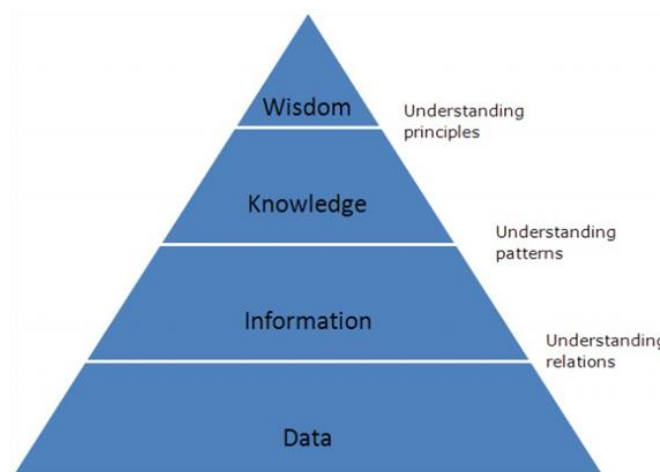 Wisdom
Understanding
principles
Knowledge
Understanding
patterns
Information
Understanding
relations
Data